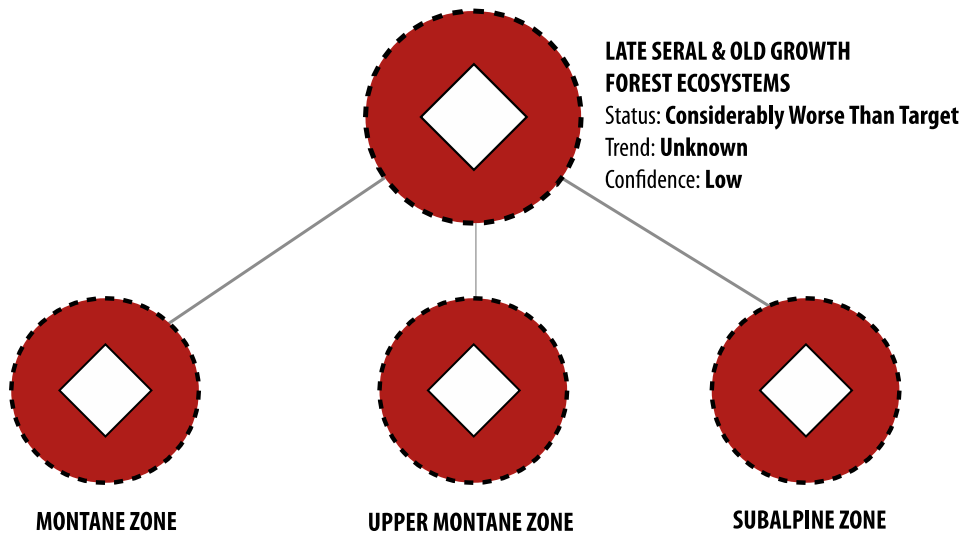 LATE SERAL & OLD GROWTH
FOREST ECOSYSTEMS
Status: Considerably Worse Than Target
Trend: Unknown
Confidence: Low
MONTANE ZONE
UPPER MONTANE ZONE
SUBALPINE ZONE